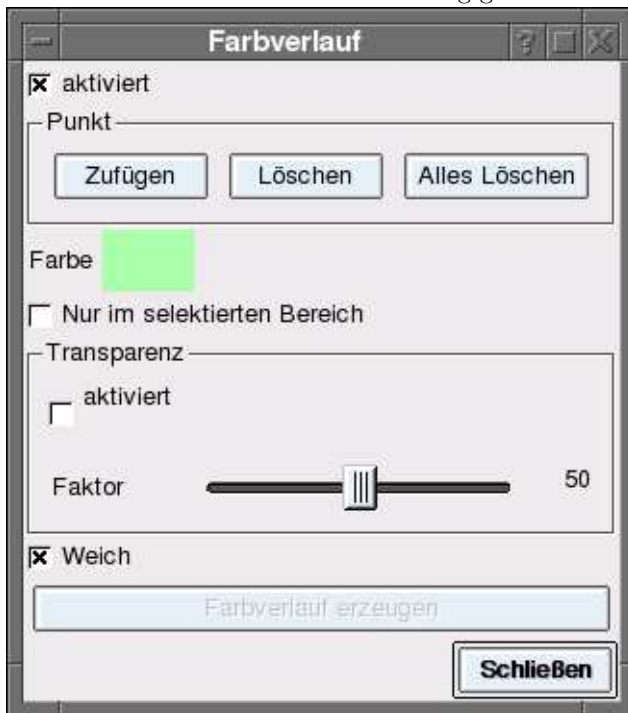 Farbverlauf
aktiviert
Punkt
Zufügen Löschen Alles Löschen
Farbe
Nur im selektierten Bereich
Transparenz
aktiviert
Faktor 50
Weich
Farbverlauf erzeugen
Schließen